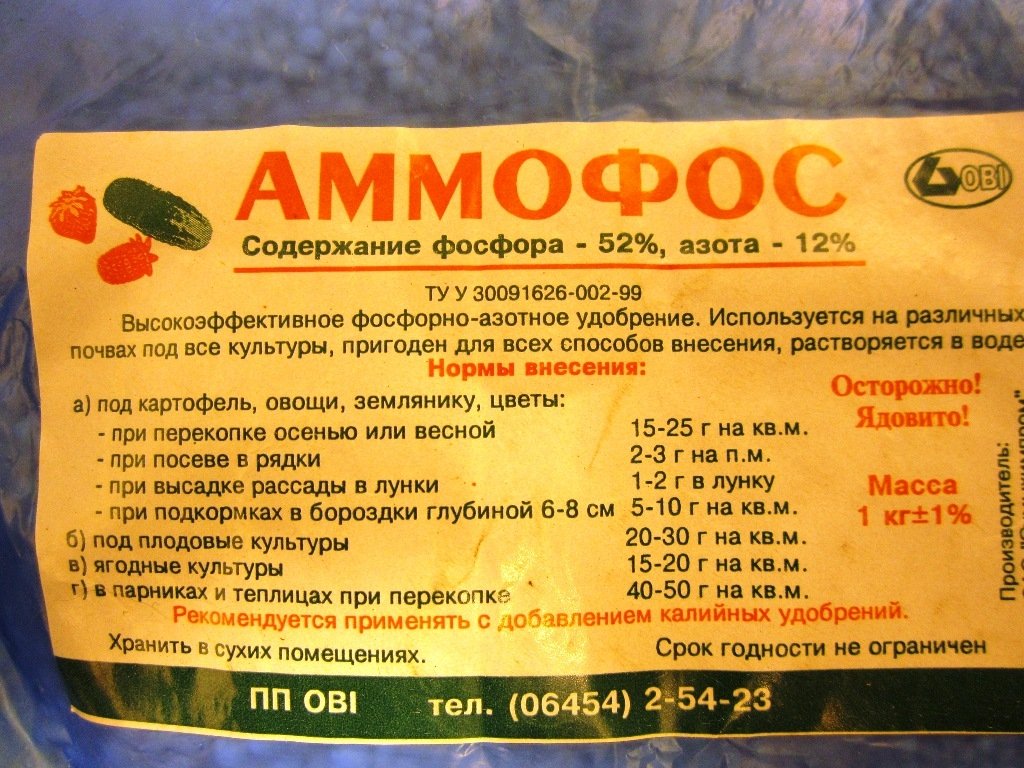 АММОФОС
OBI
Содержание фосфора - 52%, азота - 12%
ТУ У 30091626-002-99
Высокоэффективное фосфорно-азотное удобрение. Используется на различных
почвах под все культуры, пригоден для всех способов внесения, растворяется в воде
Нормы внесения:
Осторожно!
Ядовито!
а) под картофель, овощи, землянику, цветы:
- при перекопке осенью или весной 15-25 г на кв.м.
- при посеве в рядки 2-3 г на п.м.
- при высадке рассады в лунки 1-2 г в лунку
- при подкормках в бороздки глубиной 6-8 см 5-10 г на кв.м.
Масса
1 кг±1%
б) под плодовые культуры 20-30 г на кв.м.
в) ягодные культуры 15-20 г на кв.м.
г) в парниках и теплицах при перекопке 40-50 г на кв.м.
Рекомендуется применять с добавлением калийных удобрений.
Хранить в сухих помещениях. Срок годности не ограничен
Производитель:
ПП OBI тел. (06454) 2-54-23